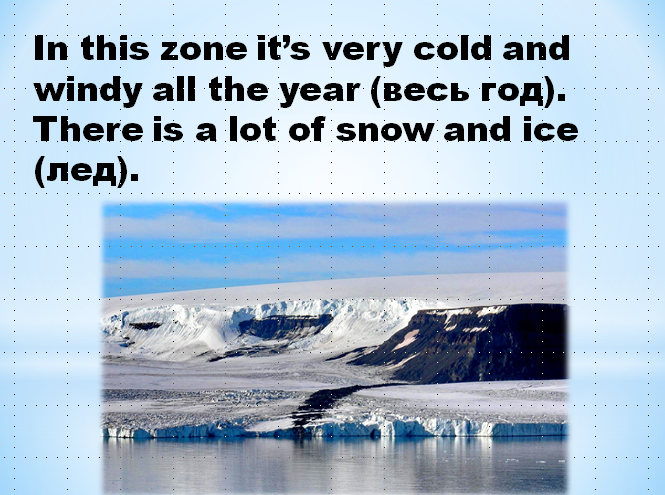 In this zone it’s very cold and
windy all the year (весь год).
There is a lot of snow and ice
(лед).